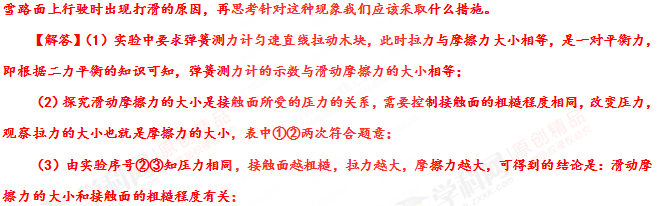 雪路面上行驶时出现打滑的原因，再思考针对这种现象我们应该采取什么措施。
【解答】（1）实验中要求弹簧测力计匀速直线拉动木块，此时拉力与摩擦力大小相等，是一对平衡力，
即根据二力平衡的知识可知，弹簧测力计的示数与滑动摩擦力的大小相等；
（2）探究滑动摩擦力的大小是接触面所受的压力的关系，需要控制接触面的粗糙程度相同，改变压力，
观察拉力的大小也就是摩擦力的大小，表中①②两次符合题意；
（3）由实验序号②③知压力相同，接触面越粗糙，拉力越大，摩擦力越大，可得到的结论是：滑动摩
擦力的大小和接触面的粗糙程度有关；